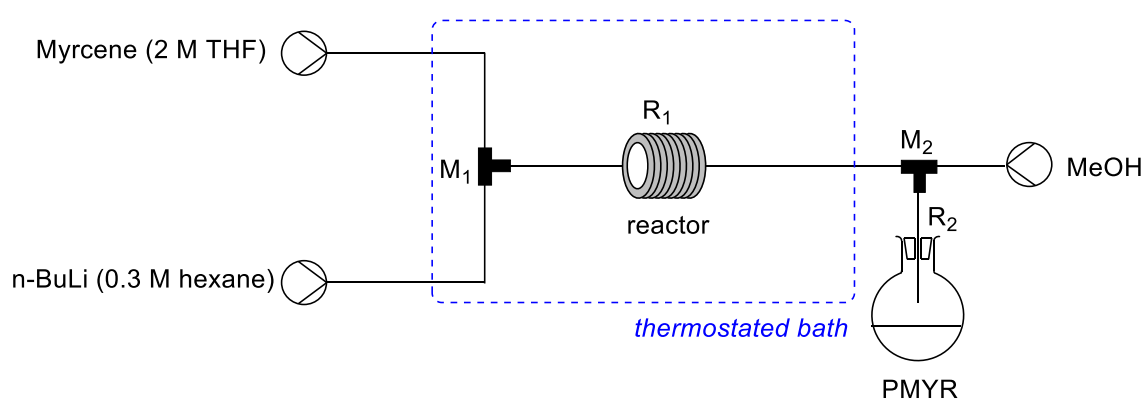 Myrcene (2 M THF)
R₁
M₁
M₂
MeOH
reactor
R₂
n-BuLi (0.3 M hexane)
thermostated bath
PMYR